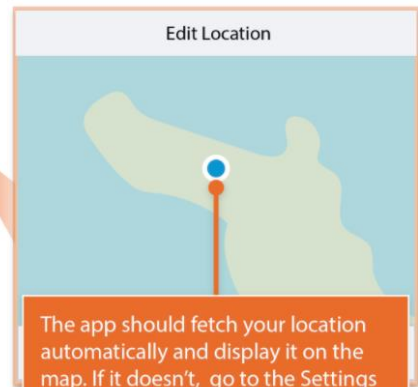 Edit Location
The app should fetch your location
automatically and display it on the
map. If it doesn't, go to the Settings